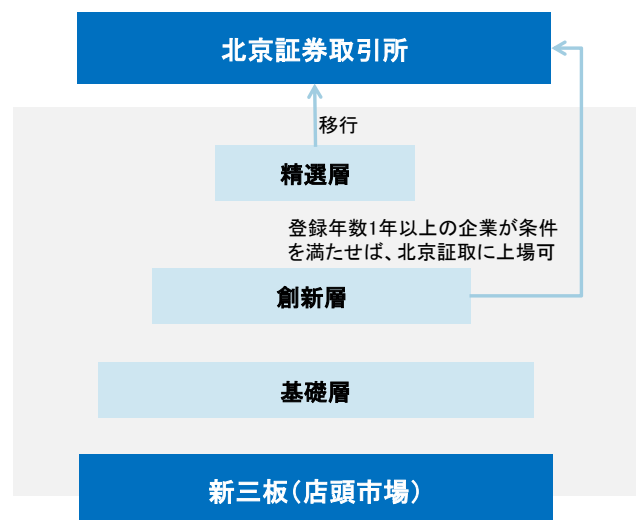 北京証券取引所
移行
精選層
登録年数1年以上の企業が条件
を満たせば、北京証取に上場可
創新層
基礎層
新三板(店頭市場)